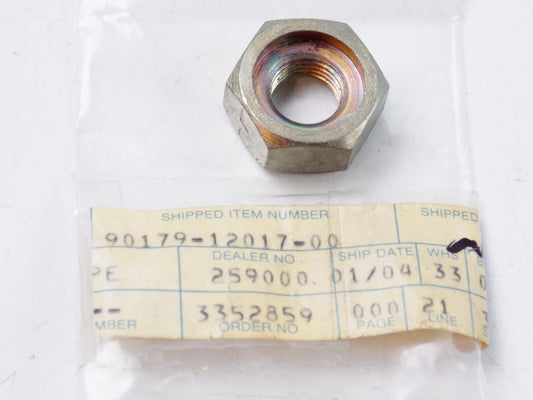 SHIPPED ITEM NUMBER SHIPPED
90179-12017-00
DEALER NO SHIP DATE WHS
PE 259000 01/04 33
-- 3352859 000 21
MBER ORDER NO PAGE LINE